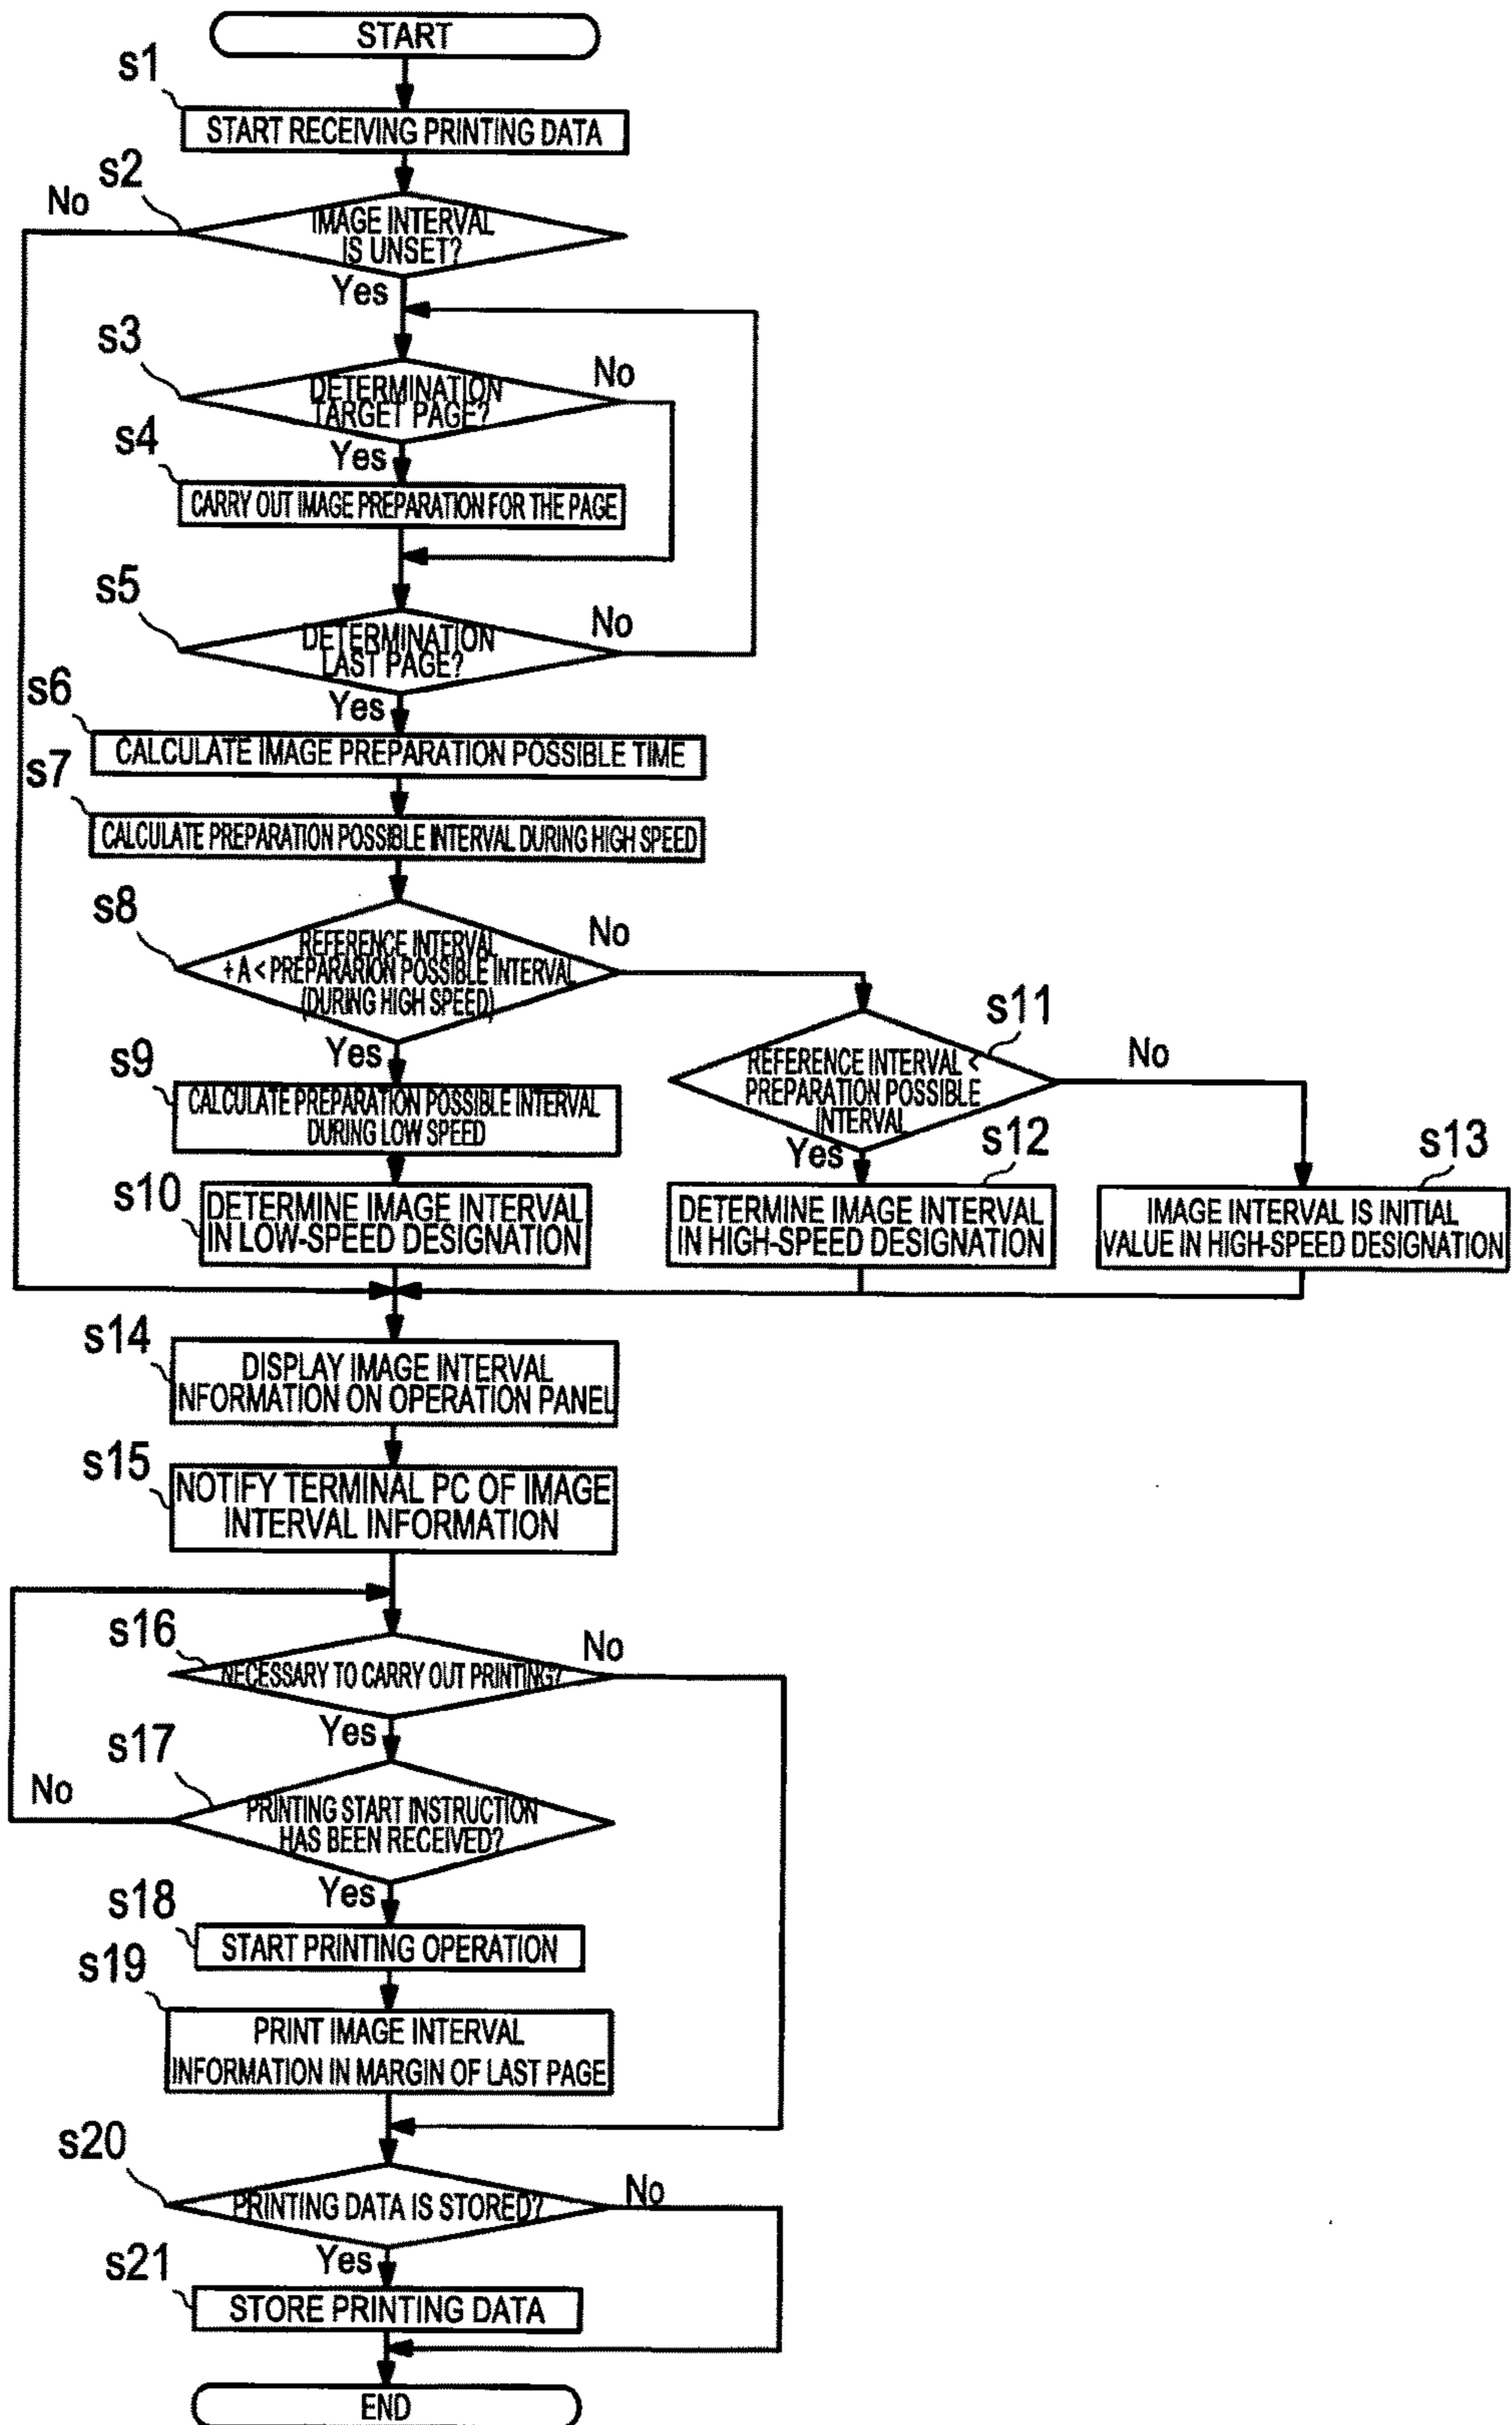 START
s1
START RECEIVING PRINTING DATA
s2
No
IMAGE INTERVAL
IS UNSET?
Yes
s3
No
DETERMINATION
TARGET PAGE?
s4
Yes
CARRY OUT IMAGE PREPARATION FOR THE PAGE
s5
No
DETERMINATION
LAST PAGE?
s6
Yes
CALCULATE IMAGE PREPARATION POSSIBLE TIME
s7
CALCULATE PREPARATION POSSIBLE INTERVAL DURING HIGH SPEED
s8
No
REFERENCE INTERVAL
+ A < PREPARARION POSSIBLE INTERVAL
(DURING HIGH SPEED)
s11
Yes
No
REFERENCE INTERVAL <
PREPARATION POSSIBLE
INTERVAL
s9
CALCULATE PREPARATION POSSIBLE INTERVAL
DURING LOW SPEED
Yes
s12
s13
s10
DETERMINE IMAGE INTERVAL
IN LOW-SPEED DESIGNATION
DETERMINE IMAGE INTERVAL
IN HIGH-SPEED DESIGNATION
IMAGE INTERVAL IS INITIAL
VALUE IN HIGH-SPEED DESIGNATION
s14
DISPLAY IMAGE INTERVAL
NFORMATION ON OPERATION PANEL
s15
NOTIFY TERMINAL PC OF IMAGE
INTERVAL INFORMATION
s16
No
NECESSARY TO CARRY OUT PRINTING?
Yes
s17
No
PRINTING START INSTRUCTION
HAS BEEN RECEIVED?
Yes
s18
START PRINTING OPERATION
s19
PRINT IMAGE INTERVAL
INFORMATION IN MARGIN OF LAST PAGE
s20
No
PRINTING DATA IS STORED?
Yes
s21
STORE PRINTING DATA
END